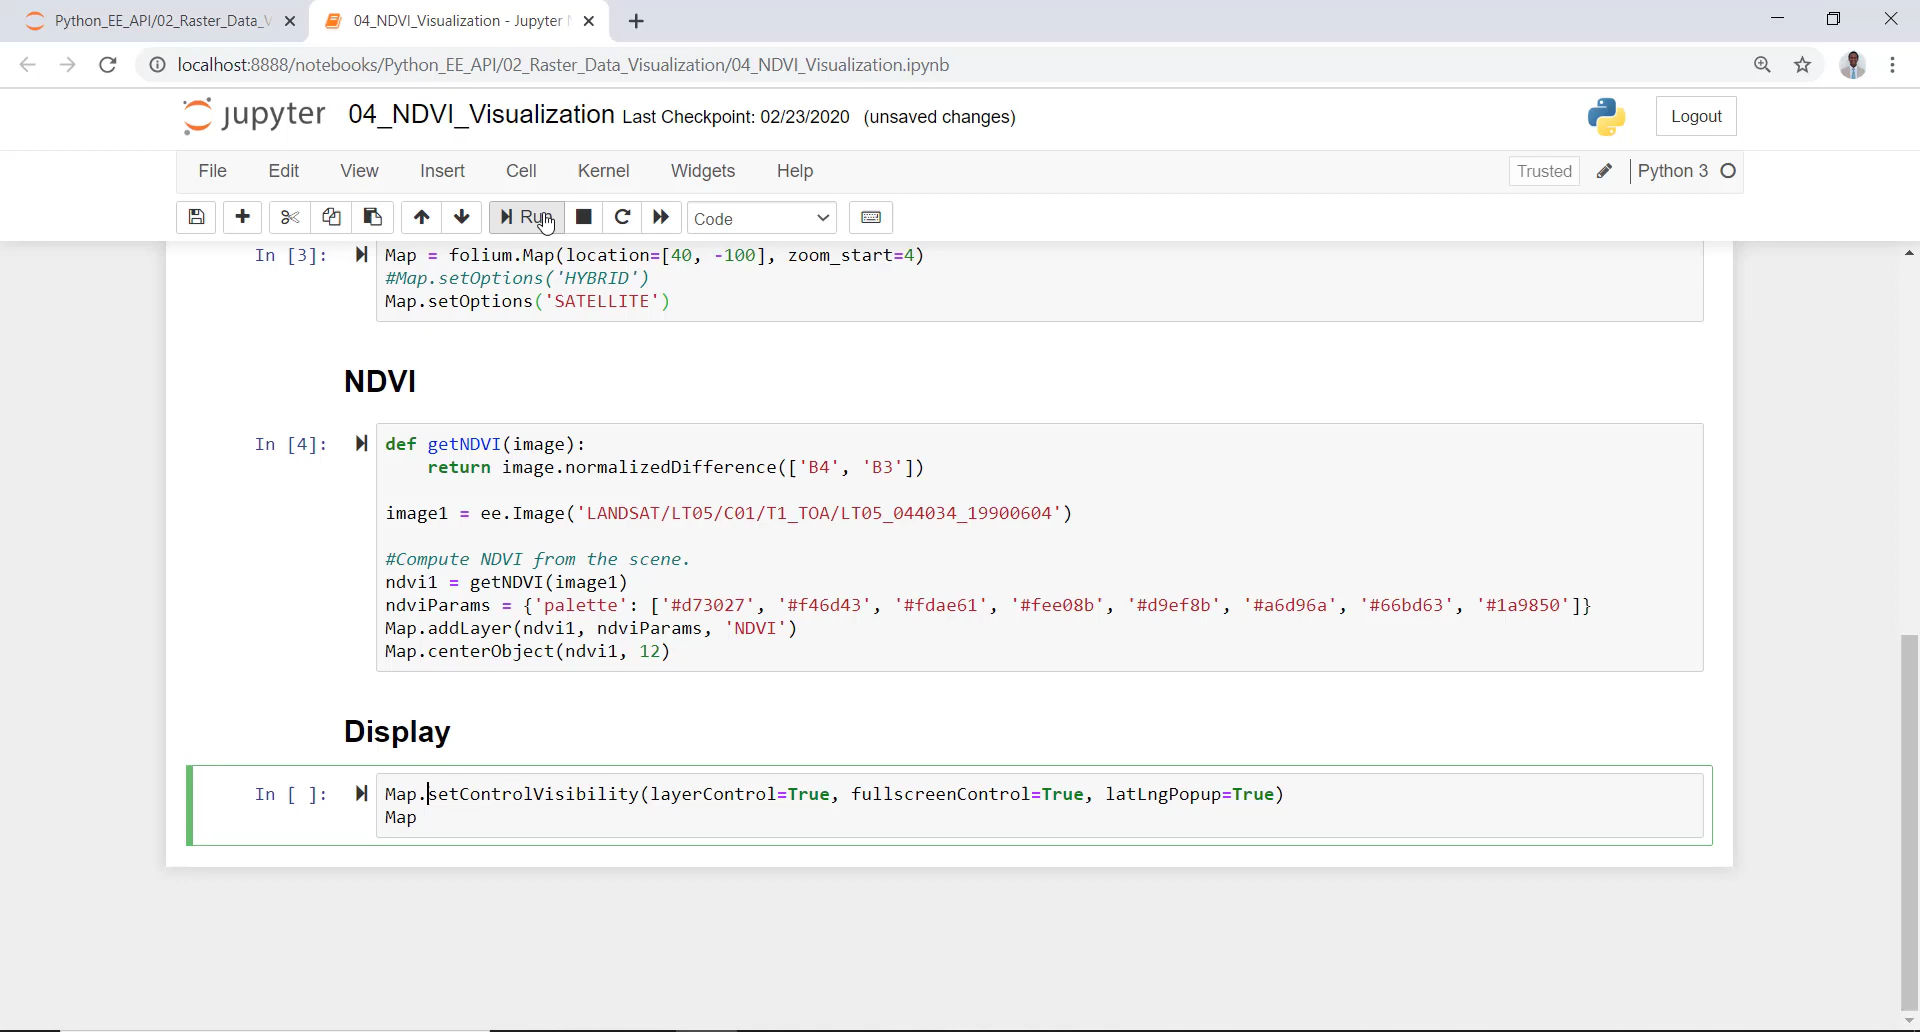 Python_EE_API/02_Raster_Data_V
04_NDVI_Visualization - Jupyter
localhost:8888/notebooks/Python_EE_API/02_Raster_Data_Visualization/04_NDVI_Visualization.ipynb
jupyter 04_NDVI_Visualization Last Checkpoint: 02/23/2020 (unsaved changes)
Logout
File Edit View Insert Cell Kernel Widgets Help
Trusted Python 3
Run Code
In [3]: Map = folium.Map(location=[40, -100], zoom_start=4)
#Map.setOptions('HYBRID')
Map.setOptions('SATELLITE')
NDVI
In [4]: def getNDVI(image):
return image.normalizedDifference(['B4', 'B3'])
image1 = ee.Image('LANDSAT/LT05/C01/T1_TOA/LT05_044034_19900604')
#Compute NDVI from the scene.
ndvi1 = getNDVI(image1)
ndviParams = {'palette': ['#d73027', '#f46d43', '#fdae61', '#fee08b', '#d9ef8b', '#a6d96a', '#66bd63', '#1a9850']}
Map.addLayer(ndvi1, ndviParams, 'NDVI')
Map.centerObject(ndvi1, 12)
Display
In [ ]: Map.setControlVisibility(layerControl=True, fullscreenControl=True, latLngPopup=True)
Map